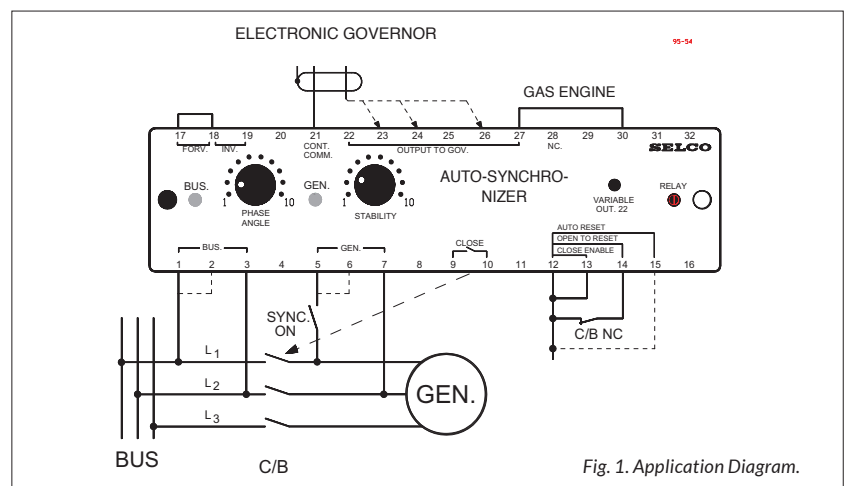 ELECTRONIC GOVERNOR
95-54
GAS ENGINE
17 18 19 20 21 22 23 24 25 26 27 28 29 30 31 32
FORV. INV. CONT. COMM. OUTPUT TO GOV. NC.
SELCO
BUS. GEN. AUTO-SYNCHRO-
NIZER
VARIABLE
OUT. 22
RELAY
1 10
PHASE
ANGLE
1 10
STABILITY
AUTO RESET
OPEN TO RESET
CLOSE ENABLE
BUS. GEN. CLOSE
1 2 3 4 5 6 7 8 9 10 11 12 13 14 15 16
SYNC.
ON
C/B NC
L1
L2
L3
GEN.
BUS
C/B
Fig. 1. Application Diagram.